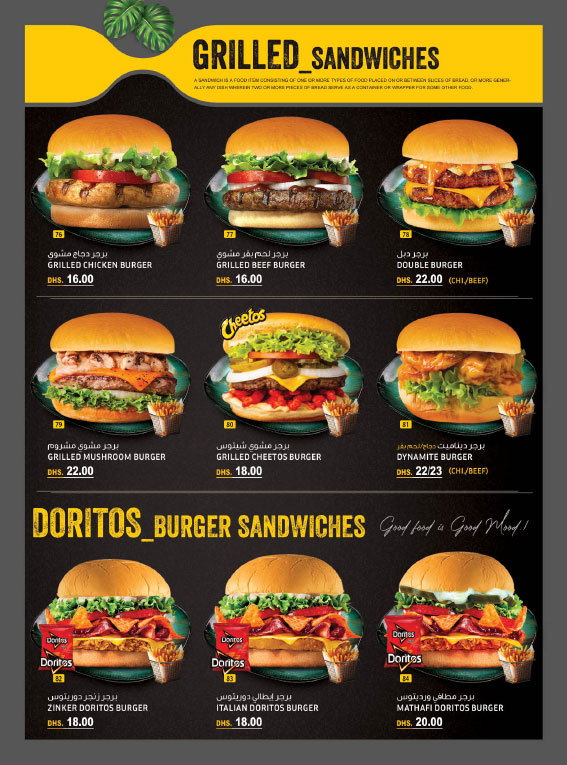 GRILLED_SANDWICHES
A SANDWICH IS A FOOD ITEM CONSISTING OF ONE OR MORE TYPES OF FOOD PLACED ON OR BETWEEN SLICES OF BREAD, OR MORE GENER-
ALLY ANY DISH WHEREIN TWO OR MORE PIECES OF BREAD SERVE AS A CONTAINER OR WRAPPER FOR SOME OTHER FOOD.
76
برجر دجاج مشوي
GRILLED CHICKEN BURGER
DHS. 16.00
77
برجر لحم بقر مشوي
GRILLED BEEF BURGER
DHS. 16.00
78
برجر دبل
DOUBLE BURGER
DHS. 22.00 (CHI./BEEF)
79
برجر مشوي مشروم
GRILLED MUSHROOM BURGER
DHS. 22.00
Cheetos
80
برجر مشوي شيتوس
GRILLED CHEETOS BURGER
DHS. 18.00
81
برجر ديناميت دجاج/لحم بقر
DYNAMITE BURGER
DHS. 22/23 (CHI./BEEF)
DORITOS_BURGER SANDWICHES
Good food is Good Mood!
Doritos
Doritos
82
برجر زنجر دوريتوس
ZINKER DORITOS BURGER
DHS. 18.00
Doritos
Doritos
83
برجر إيطالي دوريتوس
ITALIAN DORITOS BURGER
DHS. 18.00
Doritos
Doritos
84
برجر مطافي وريتوس
MATHAFI DORITOS BURGER
DHS. 20.00